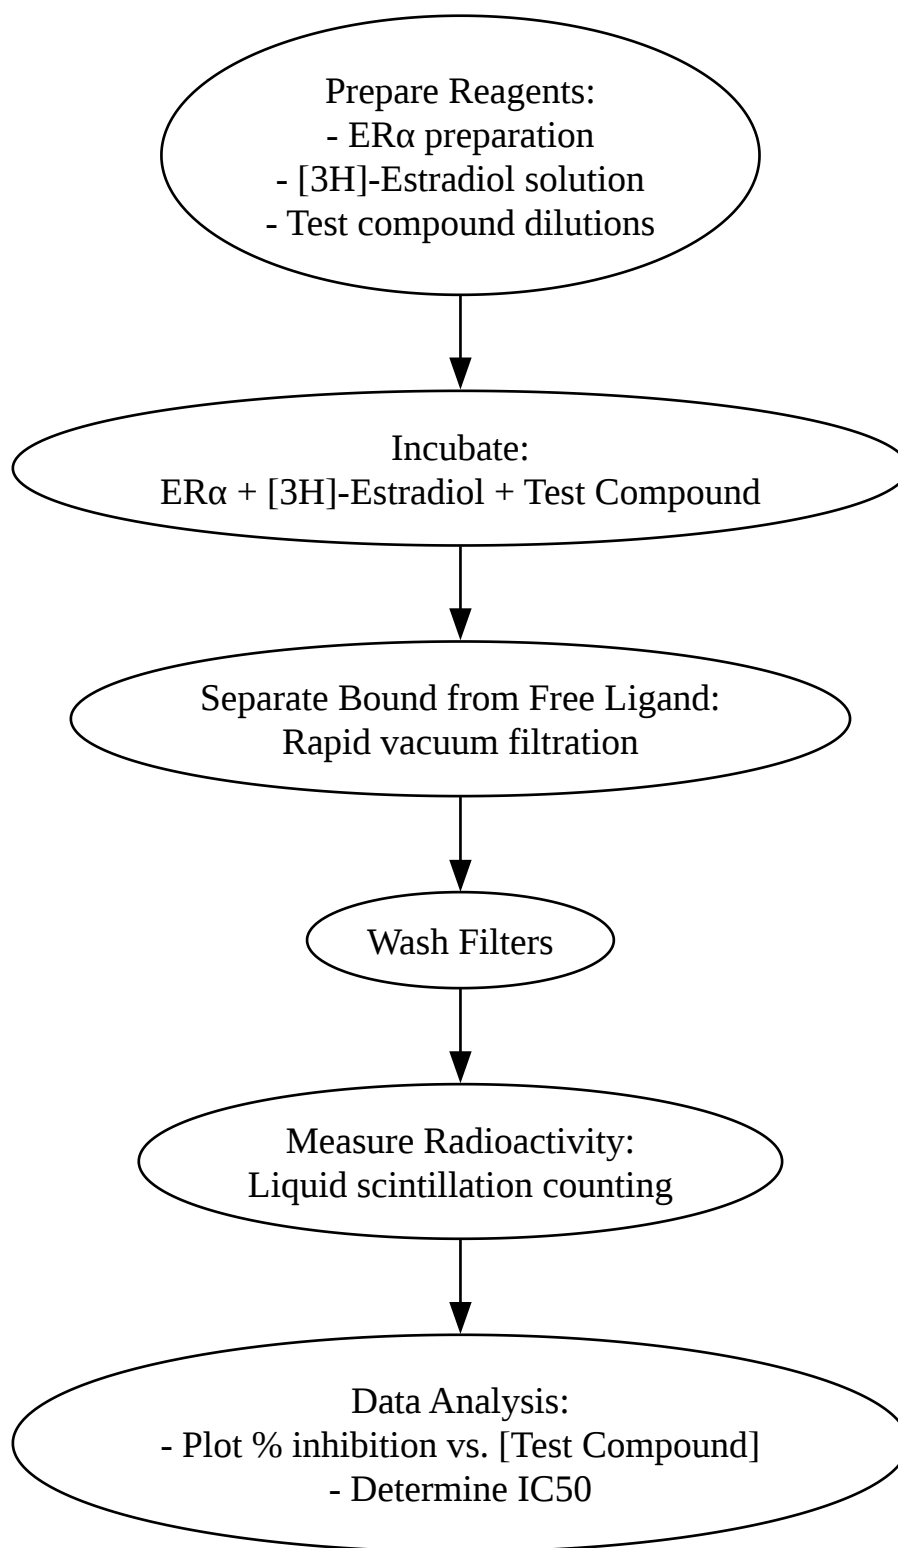 Prepare Reagents:
- ERα preparation
- [3H]-Estradiol solution
- Test compound dilutions
Incubate:
ERα + [3H]-Estradiol + Test Compound
Separate Bound from Free Ligand:
Rapid vacuum filtration
Wash Filters
Measure Radioactivity:
Liquid scintillation counting
Data Analysis:
- Plot % inhibition vs. [Test Compound]
- Determine IC50